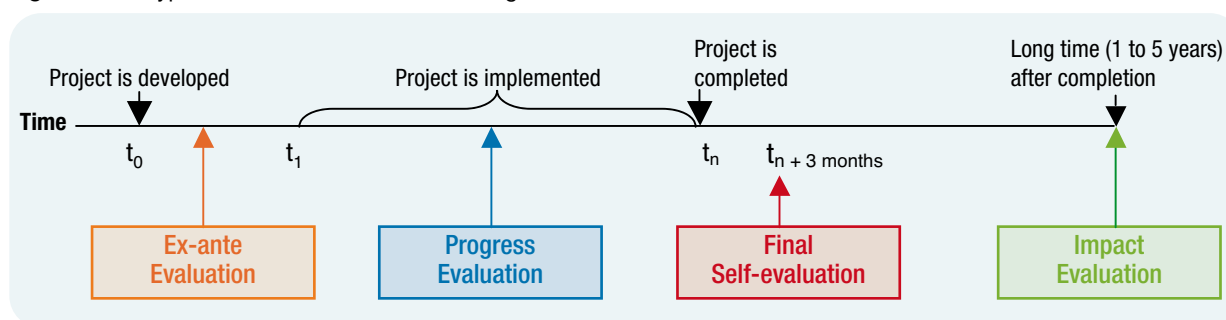 Project is developed
Project is implemented
Project is
completed
Long time (1 to 5 years)
after completion
Time
t0
t1
tn
tn + 3 months
Ex-ante
Evaluation
Progress
Evaluation
Final
Self-evaluation
Impact
Evaluation